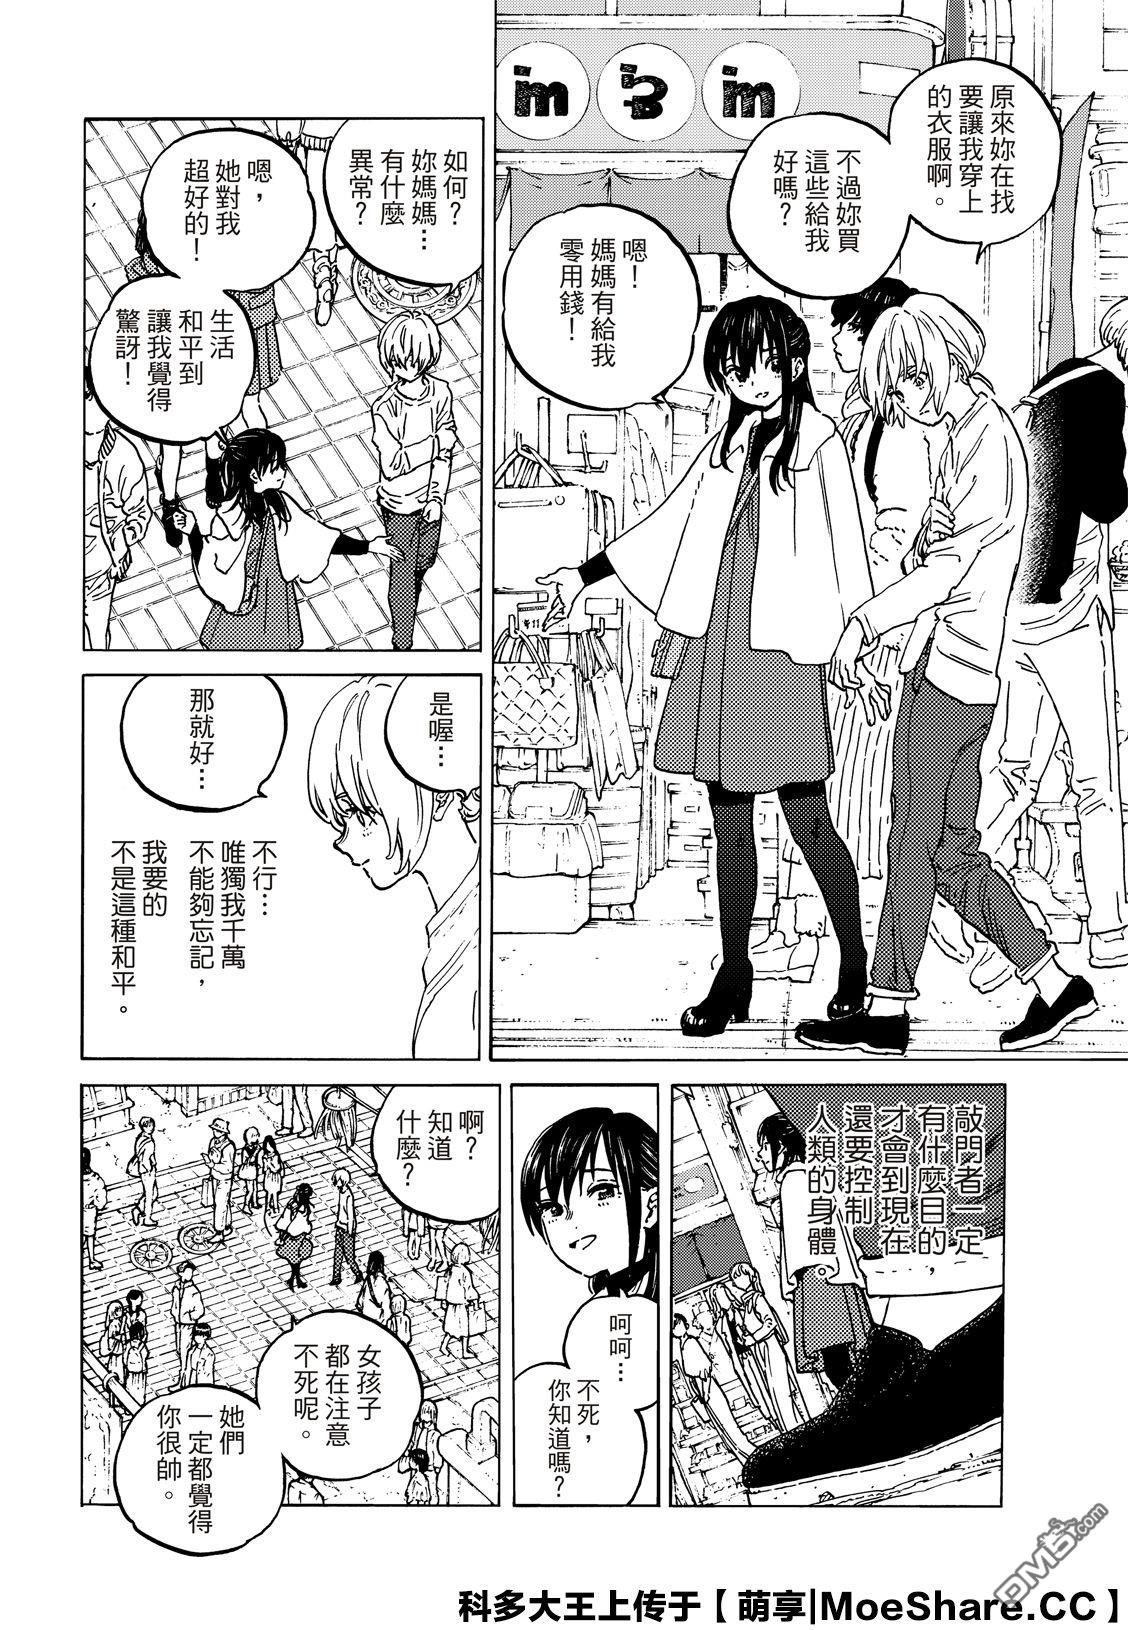 原來妳在找
要讓我穿上
的衣服啊。
不過妳買
這些給我
好嗎？
嗯！
媽媽有給我
零用錢！
如何？
妳媽媽…
有什麼
異常？
嗯，
她對我
超好的！
生活
和平到
讓我覺得
驚訝！
是喔…
那就好…
不行…
唯獨我千萬
不能夠忘記，
我要的
不是這種和平。
敲門者一定
有什麼目的，
才會到現在
還要控制
人類的身體。
呵呵…
不死，
你知道嗎？
啊？
知道
什麼？
女孩子
都在注意
不死呢。
她們
一定都覺得
你很帥。
科多大王上传于【萌享|MoeShare.CC】
DM5.com